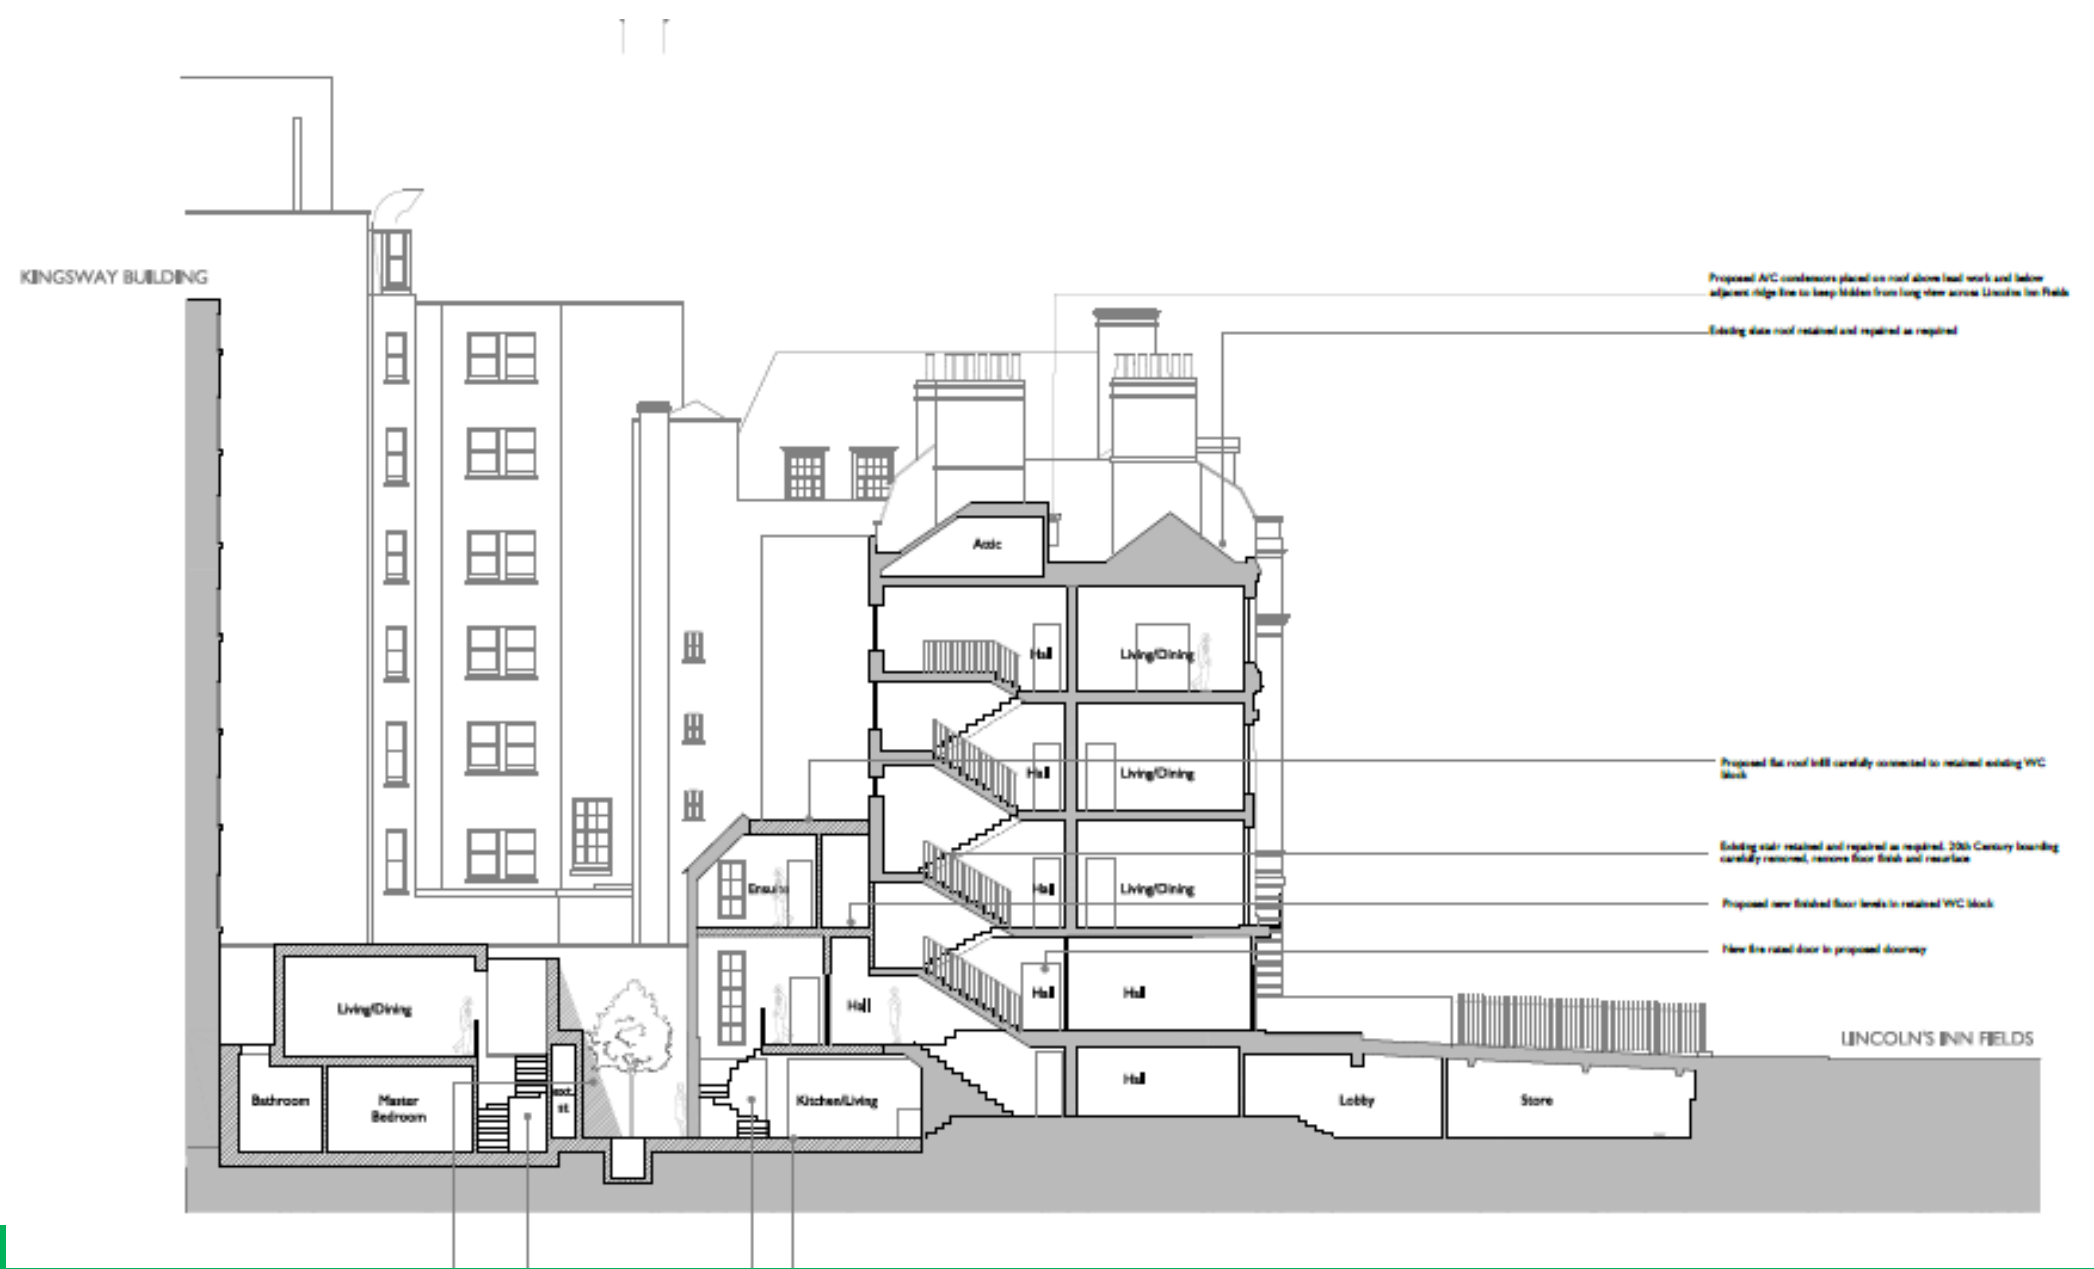 KINGSWAY BUILDING
Proposed A/C condensors placed on roof above lead work and below
adjacent ridge line to keep hidden from long view across Lincolns Inn Fields
Existing slate roof retained and repaired as required
Attic
Hall
Living/Dining
Hall
Living/Dining
Proposed flat roof infill carefully connected to retained existing WC
block
Existing stair retained and repaired as required. 20th Century boarding
carefully removed, remove floor finish and resurface
Ensuite
Hall
Living/Dining
Proposed new finished floor levels in retained WC block
New fire rated door in proposed doorway
Living/Dining
Hall
Hall
Hall
LINCOLN'S INN FIELDS
Bathroom
Master
Bedroom
ext.
st
Kitchen/Living
Hall
Lobby
Store